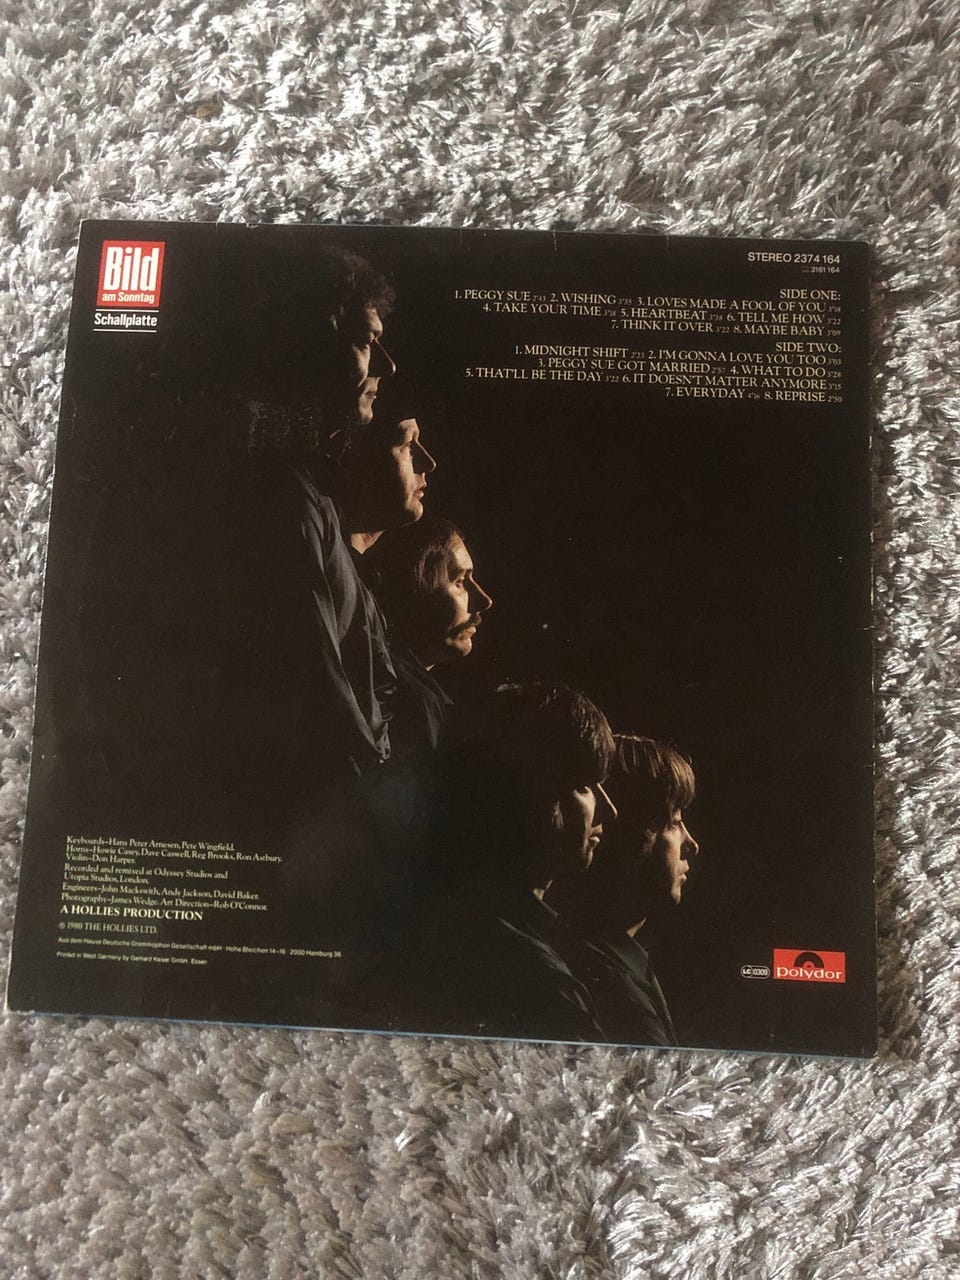 Bild
am Sonntag
Schallplatte
STEREO 2374 164
3161 164
SIDE ONE:
1. PEGGY SUE 2'43 2. WISHING 3'35 3. LOVES MADE A FOOL OF YOU 3'18
4. TAKE YOUR TIME 3'18 5. HEARTBEAT 3'38 6. TELL ME HOW 3'22
7. THINK IT OVER 3'22 8. MAYBE BABY 3'09
SIDE TWO:
1. MIDNIGHT SHIFT 2'23 2. I'M GONNA LOVE YOU TOO 3'03
3. PEGGY SUE GOT MARRIED 2'57 4. WHAT TO DO 3'28
5. THAT'LL BE THE DAY 3'22 6. IT DOESN'T MATTER ANYMORE 3'15
7. EVERYDAY 4'16 8. REPRISE 2'50
Keyboards–Hans Peter Arnesen, Pete Wingfield.
Horns–Howie Casey, Dave Caswell, Reg Brooks, Ron Astbury.
Violin–Don Harper.
Recorded and remixed at Odyssey Studios and
Utopia Studios, London.
Engineers–John Mackswith, Andy Jackson, David Baker.
Photography–James Wedge. Art Direction–Rob O'Connor.
A HOLLIES PRODUCTION
℗ 1980 THE HOLLIES LTD.
Aus dem Hause Deutsche Grammophon Gesellschaft mbH · Hohe Bleichen 14–16 · 2000 Hamburg 36
Printed in West Germany by Gerhard Kaiser GmbH, Essen
LC 0309
polydor